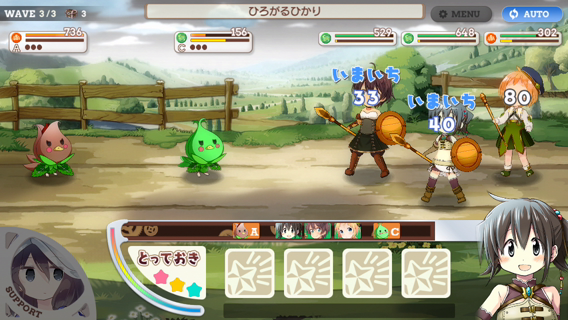 WAVE 3/3 3
ひろがるひかり
MENU
AUTO
736
A
156
C
529
648
302
いまいち
33
いまいち
40
80
A
C
とっておき
SUPPORT